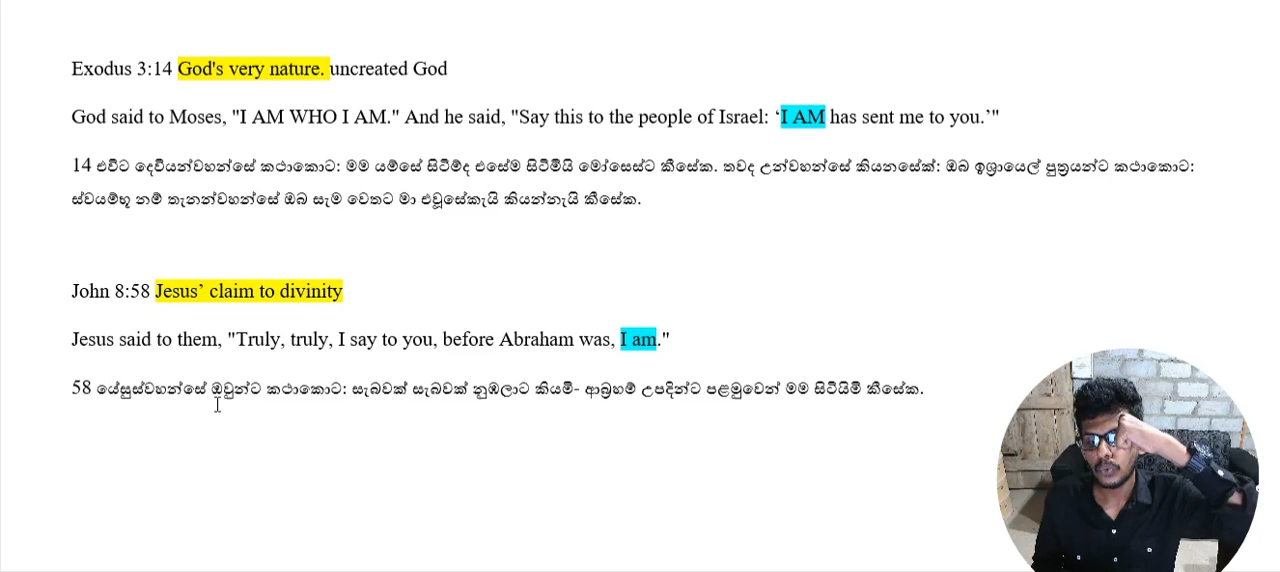 Exodus 3:14 God's very nature. uncreated God
God said to Moses, "I AM WHO I AM." And he said, "Say this to the people of Israel: ‘I AM has sent me to you.’"
14 එවිට දෙවියන්වහන්සේ කථාකොට: මම යම්සේ සිටිම්ද එසේම සිටිමියි මෝසෙස්ට කීසේක. තවද උන්වහන්සේ කියනසේක්: ඔබ ඉශ්‍රායෙල් පුත්‍රයන්ට කථාකොට:
ස්වයම්භූ නම් තැනන්වහන්සේ ඔබ සැම වෙතට මා එවූසේකැයි කියන්නැයි කීසේක.
John 8:58 Jesus’ claim to divinity
Jesus said to them, "Truly, truly, I say to you, before Abraham was, I am."
58 යේසුස්වහන්සේ ඔවුන්ට කථාකොට: සැබවක් සැබවක් නුඹලාට කියමි- ආබ්‍රහම් උපදින්ට පළමුවෙන් මම සිටියිමි කීසේක.